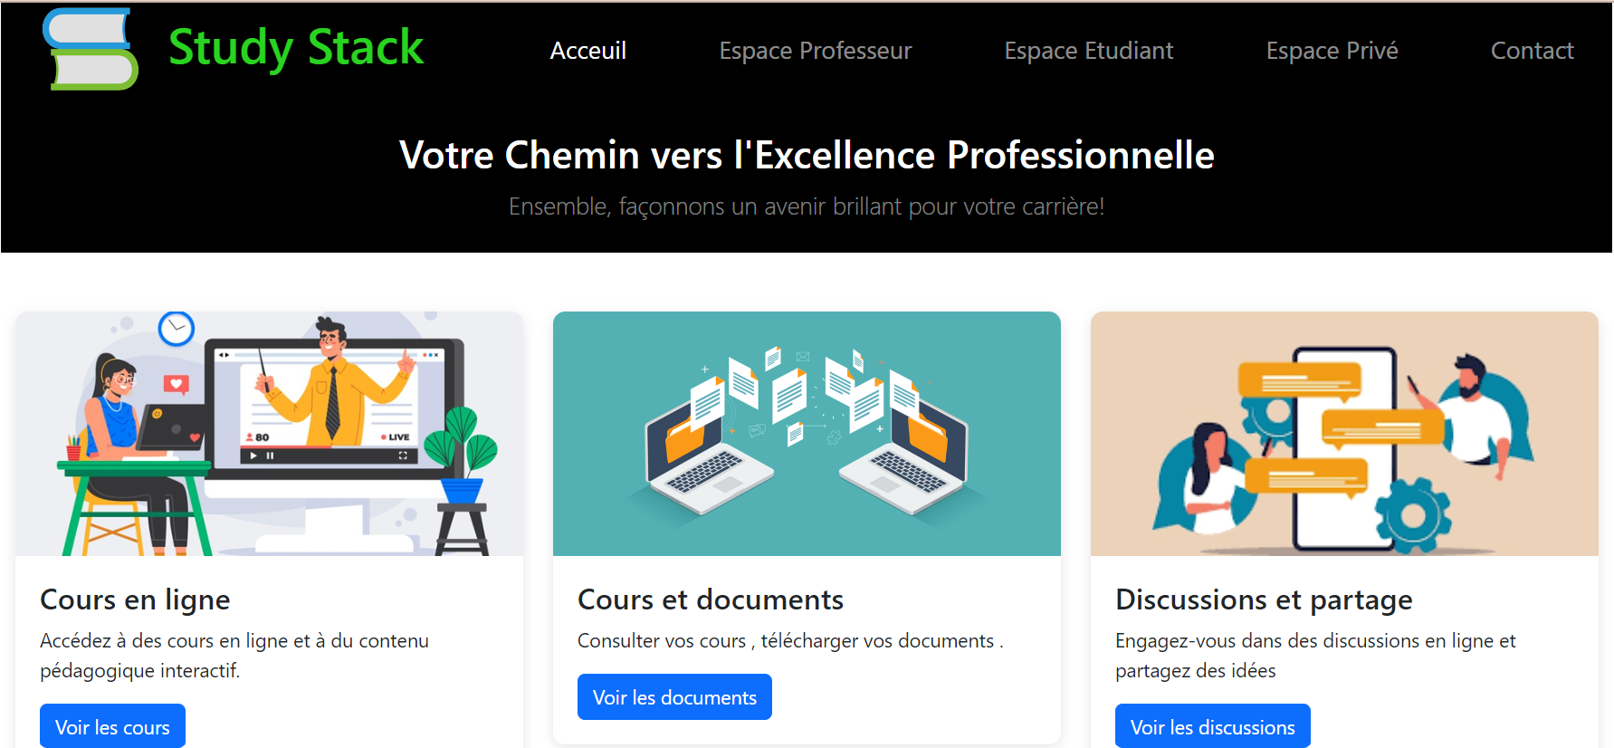 Study Stack
Acceuil
Espace Professeur
Espace Etudiant
Espace Privé
Contact
Votre Chemin vers l'Excellence Professionnelle
Ensemble, façonnons un avenir brillant pour votre carrière!
80
LIVE
Cours en ligne
Accédez à des cours en ligne et à du contenu
pédagogique interactif.
Voir les cours
Cours et documents
Consulter vos cours , télécharger vos documents .
Voir les documents
Discussions et partage
Engagez-vous dans des discussions en ligne et
partagez des idées
Voir les discussions